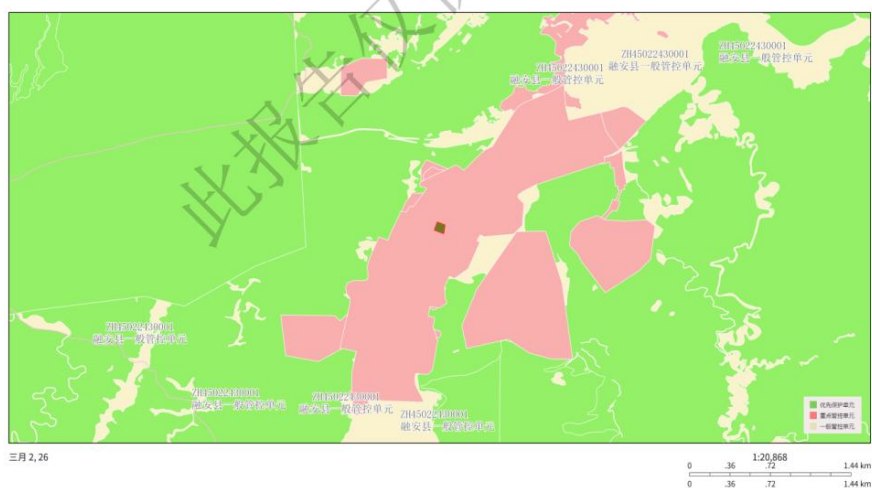 此报告仅
ZH45022430001
融安县一般管控单元
ZH45022430001
融安县一般管控单元
ZH45022430001
融安县一般管控单元
ZH45022430001
融安县一般管控单元
ZH45022430001
融安县一般管控单元
ZH45022430001
融安县一般管控单元
ZH45022430001
融安县一般管控单元
优先保护单元
重点管控单元
一般管控单元
三月 2, 26
1:20,868
0 .36 .72 1.44 km
0 .36 .72 1.44 km